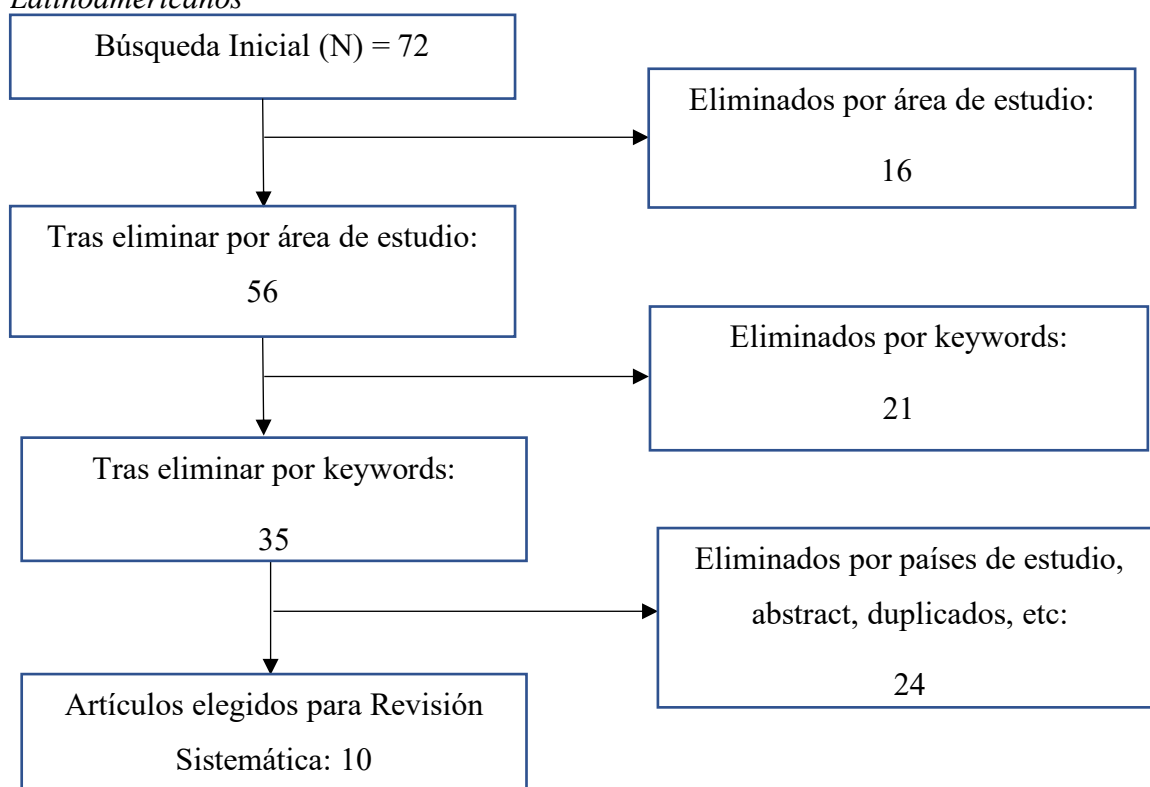 Latinoamericanos
Búsqueda Inicial (N) = 72
Eliminados por área de estudio:
16
Tras eliminar por área de estudio:
56
Eliminados por keywords:
21
Tras eliminar por keywords:
35
Eliminados por países de estudio,
abstract, duplicados, etc:
24
Artículos elegidos para Revisión
Sistemática: 10